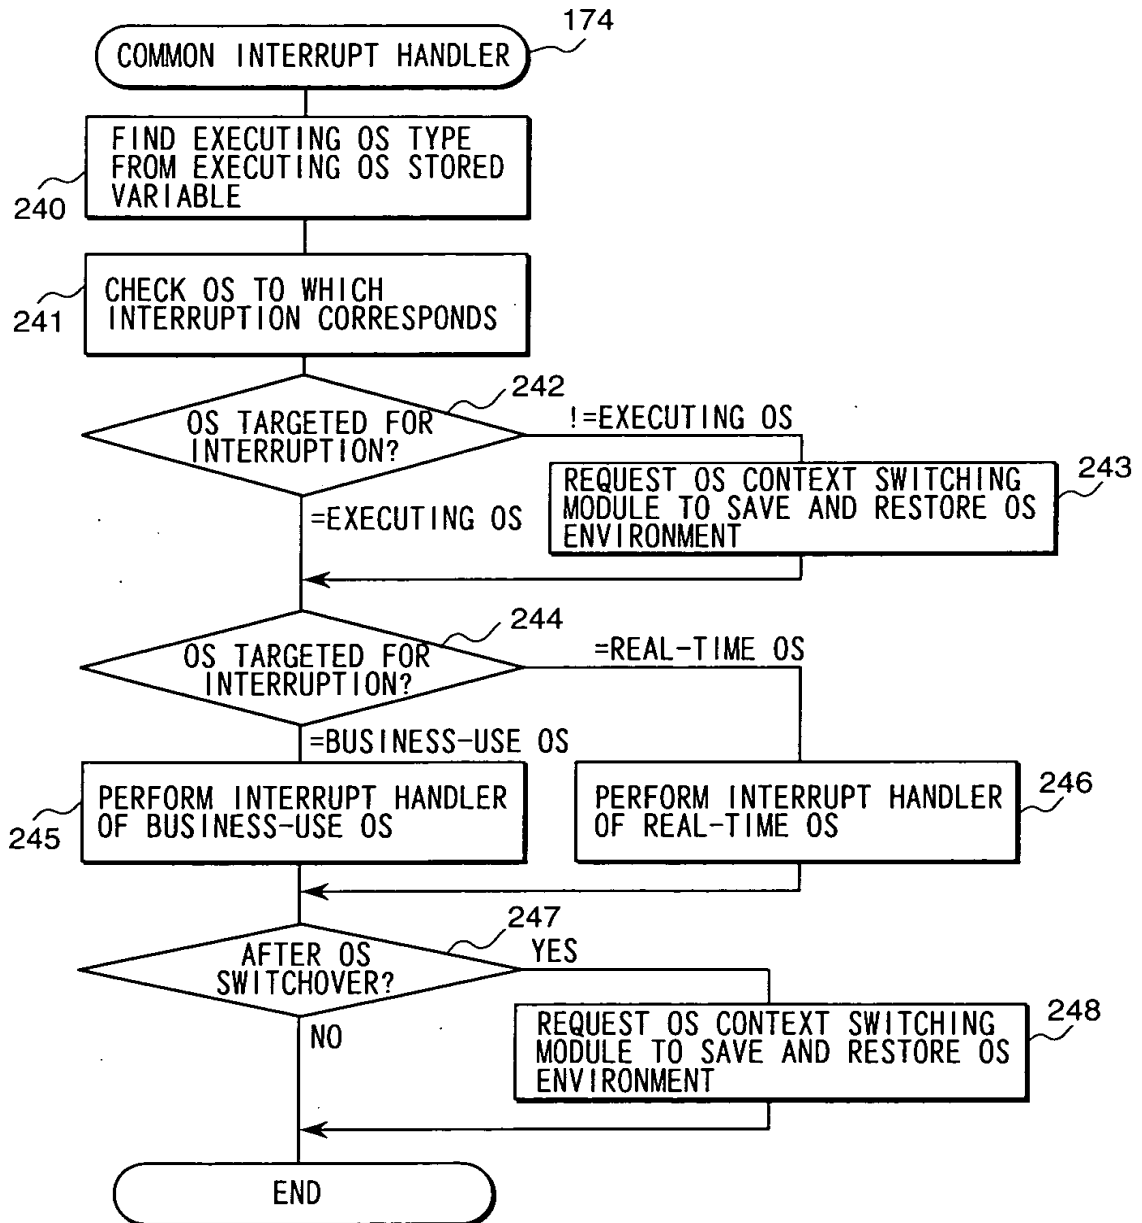 174
COMMON INTERRUPT HANDLER
FIND EXECUTING OS TYPE
FROM EXECUTING OS STORED
VARIABLE
240
CHECK OS TO WHICH
INTERRUPTION CORRESPONDS
241
242
OS TARGETED FOR
INTERRUPTION?
!=EXECUTING OS
=EXECUTING OS
243
REQUEST OS CONTEXT SWITCHING
MODULE TO SAVE AND RESTORE OS
ENVIRONMENT
244
OS TARGETED FOR
INTERRUPTION?
=REAL-TIME OS
=BUSINESS-USE OS
PERFORM INTERRUPT HANDLER
OF BUSINESS-USE OS
245
246
PERFORM INTERRUPT HANDLER
OF REAL-TIME OS
247
AFTER OS
SWITCHOVER?
YES
NO
248
REQUEST OS CONTEXT SWITCHING
MODULE TO SAVE AND RESTORE OS
ENVIRONMENT
END